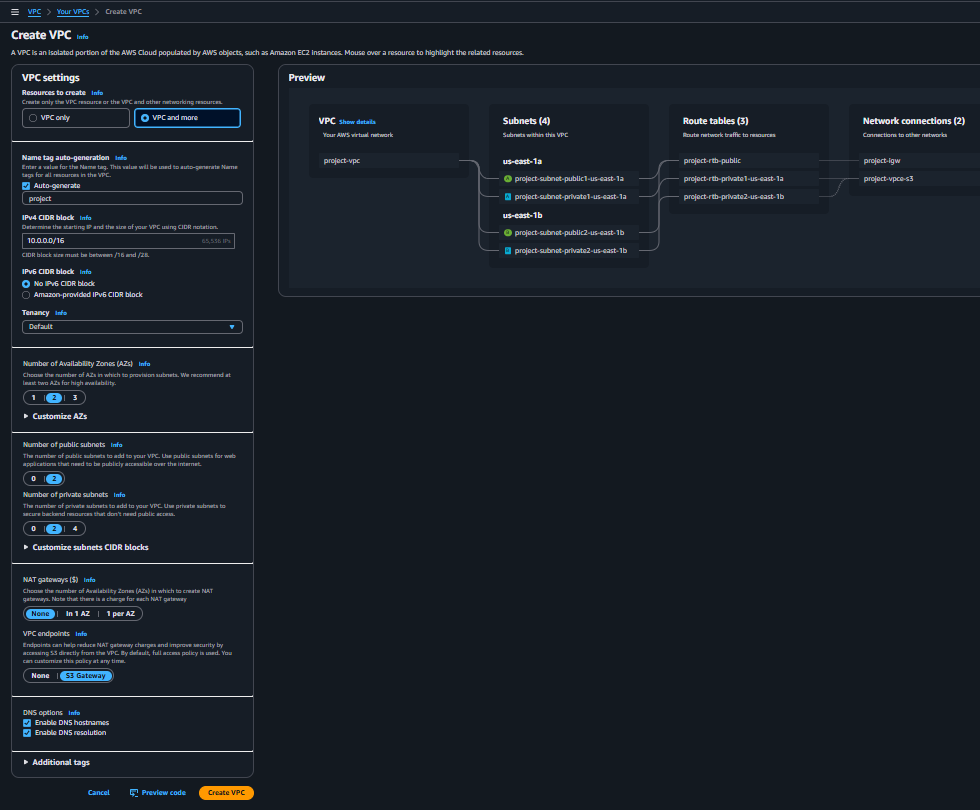 VPC > Your VPCs > Create VPC
Create VPC Info
A VPC is an isolated portion of the AWS Cloud populated by AWS objects, such as Amazon EC2 instances. Mouse over a resource to highlight the related resources.
VPC settings
Resources to create Info
Create only the VPC resource or the VPC and other networking resources.
VPC only
VPC and more
Name tag auto-generation Info
Enter a value for the Name tag. This value will be used to auto-generate Name
tags for all resources in the VPC.
Auto-generate
project
IPv4 CIDR block Info
Determine the starting IP and the size of your VPC using CIDR notation.
10.0.0.0/16 65,536 IPs
CIDR block size must be between /16 and /28.
IPv6 CIDR block Info
No IPv6 CIDR block
Amazon-provided IPv6 CIDR block
Tenancy Info
Default
Number of Availability Zones (AZs) Info
Choose the number of AZs in which to provision subnets. We recommend at
least two AZs for high availability.
1 2 3
Customize AZs
Number of public subnets Info
The number of public subnets to add to your VPC. Use public subnets for web
applications that need to be publicly accessible over the internet.
0 2
Number of private subnets Info
The number of private subnets to add to your VPC. Use private subnets to
secure backend resources that don't need public access.
0 2 4
Customize subnets CIDR blocks
NAT gateways ($) Info
Choose the number of Availability Zones (AZs) in which to create NAT
gateways. Note that there is a charge for each NAT gateway
None In 1 AZ 1 per AZ
VPC endpoints Info
Endpoints can help reduce NAT gateway charges and improve security by
accessing S3 directly from the VPC. By default, full access policy is used. You
can customize this policy at any time.
None S3 Gateway
DNS options Info
Enable DNS hostnames
Enable DNS resolution
Additional tags
Cancel Preview code Create VPC
Preview
VPC Show details
Your AWS virtual network
project-vpc
Subnets (4)
Subnets within this VPC
us-east-1a
project-subnet-public1-us-east-1a
project-subnet-private1-us-east-1a
us-east-1b
project-subnet-public2-us-east-1b
project-subnet-private2-us-east-1b
Route tables (3)
Route network traffic to resources
project-rtb-public
project-rtb-private1-us-east-1a
project-rtb-private2-us-east-1b
Network connections (2)
Connections to other networks
project-igw
project-vpce-s3